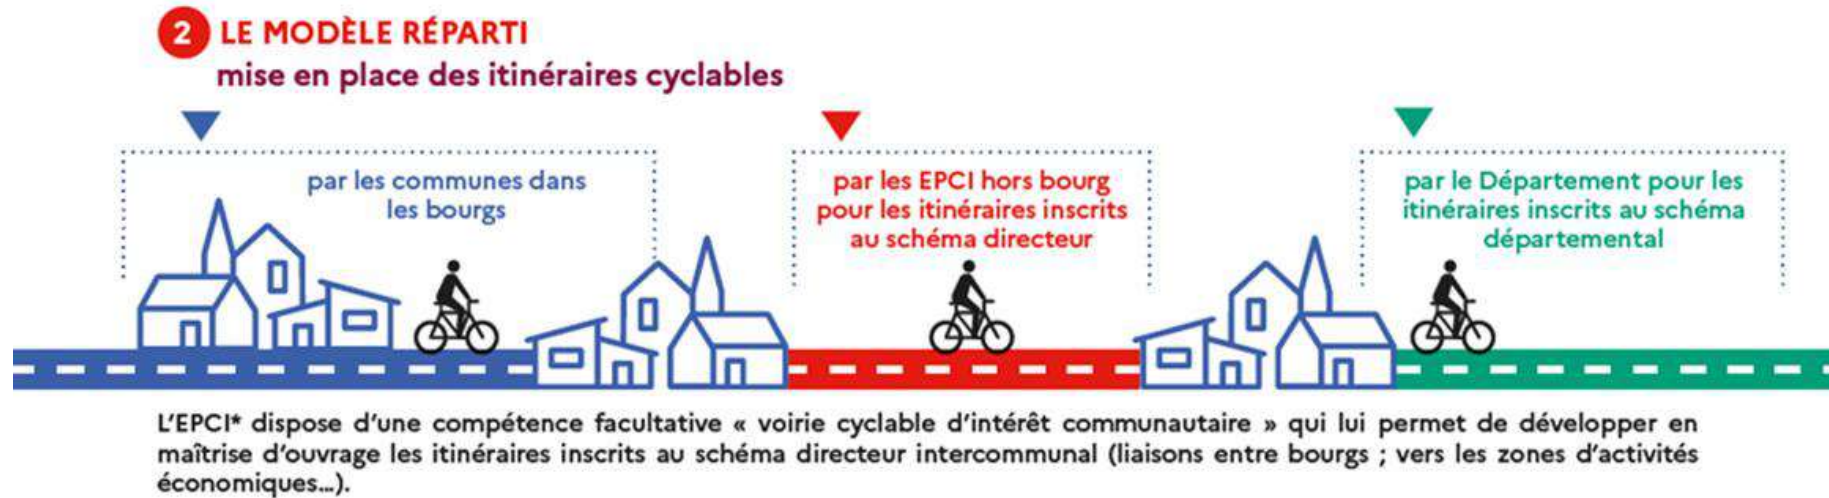 2 LE MODÈLE RÉPARTI
mise en place des itinéraires cyclables
par les communes dans
les bourgs
par les EPCI hors bourg
pour les itinéraires inscrits
au schéma directeur
par le Département pour les
itinéraires inscrits au schéma
départemental
L'EPCI* dispose d'une compétence facultative « voirie cyclable d'intérêt communautaire » qui lui permet de développer en
maîtrise d'ouvrage les itinéraires inscrits au schéma directeur intercommunal (liaisons entre bourgs ; vers les zones d'activités
économiques...).